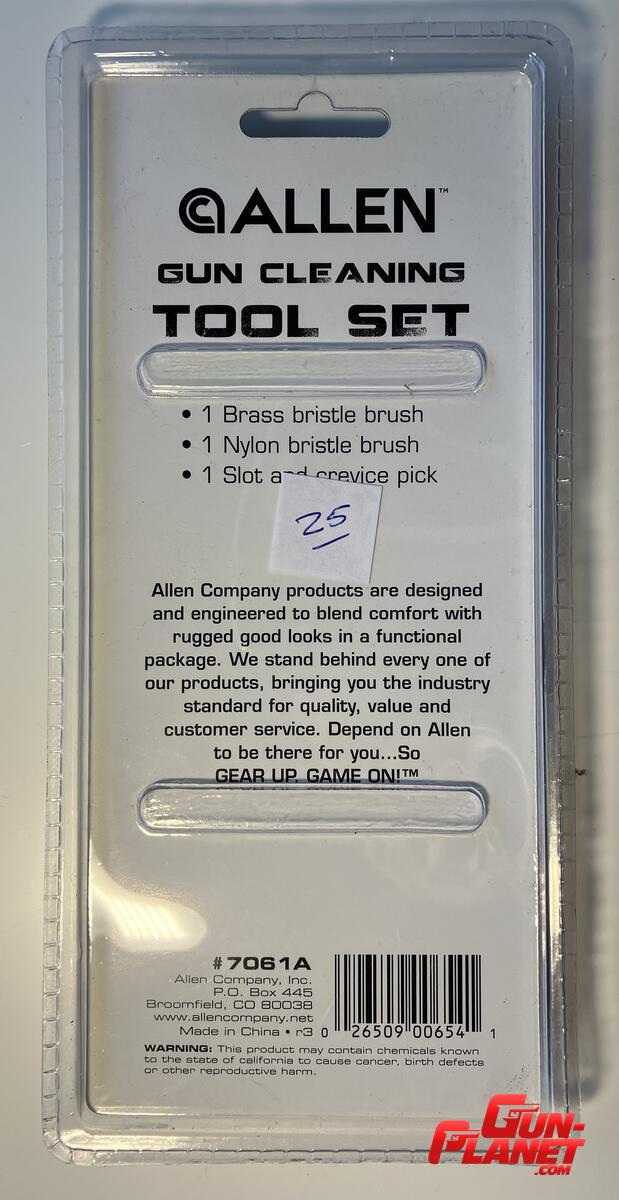 ALLEN™
GUN CLEANING
TOOL SET
• 1 Brass bristle brush
• 1 Nylon bristle brush
• 1 Slot and crevice pick
25
Allen Company products are designed
and engineered to blend comfort with
rugged good looks in a functional
package. We stand behind every one of
our products, bringing you the industry
standard for quality, value and
customer service. Depend on Allen
to be there for you...So
GEAR UP. GAME ON!™
#7061A
Allen Company, Inc.
P.O. Box 445
Broomfield, CO 80038
www.allencompany.net
Made in China • r3
0 26509 00654 1
WARNING: This product may contain chemicals known
to the state of california to cause cancer, birth defects
or other reproductive harm.
GUN-
PLANET
.COM